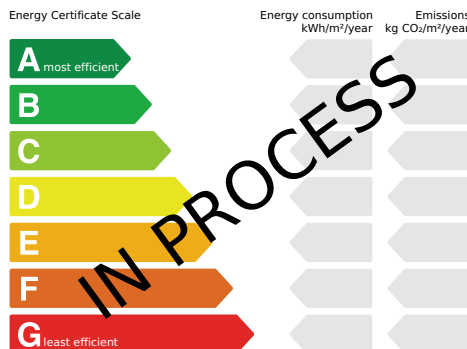 Energy Certificate Scale
Energy consumption
kWh/m²/year
Emissions
kg CO₂/m²/year
A most efficient
B
C
D
E
F
G least efficient
IN PROCESS